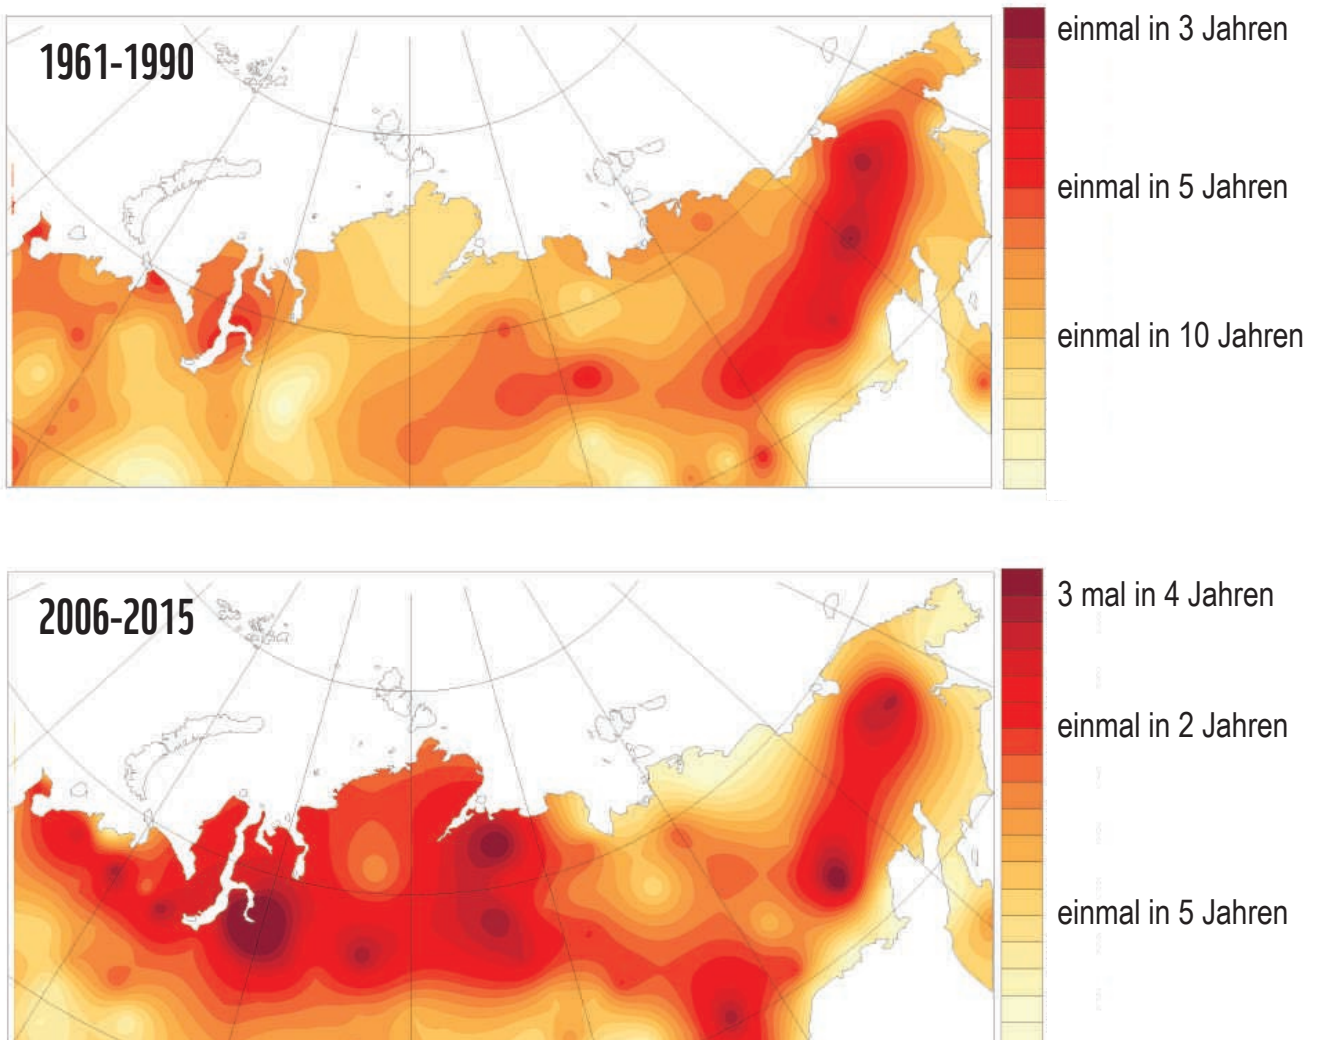 1961-1990
einmal in 3 Jahren
einmal in 5 Jahren
einmal in 10 Jahren
2006-2015
3 mal in 4 Jahren
einmal in 2 Jahren
einmal in 5 Jahren